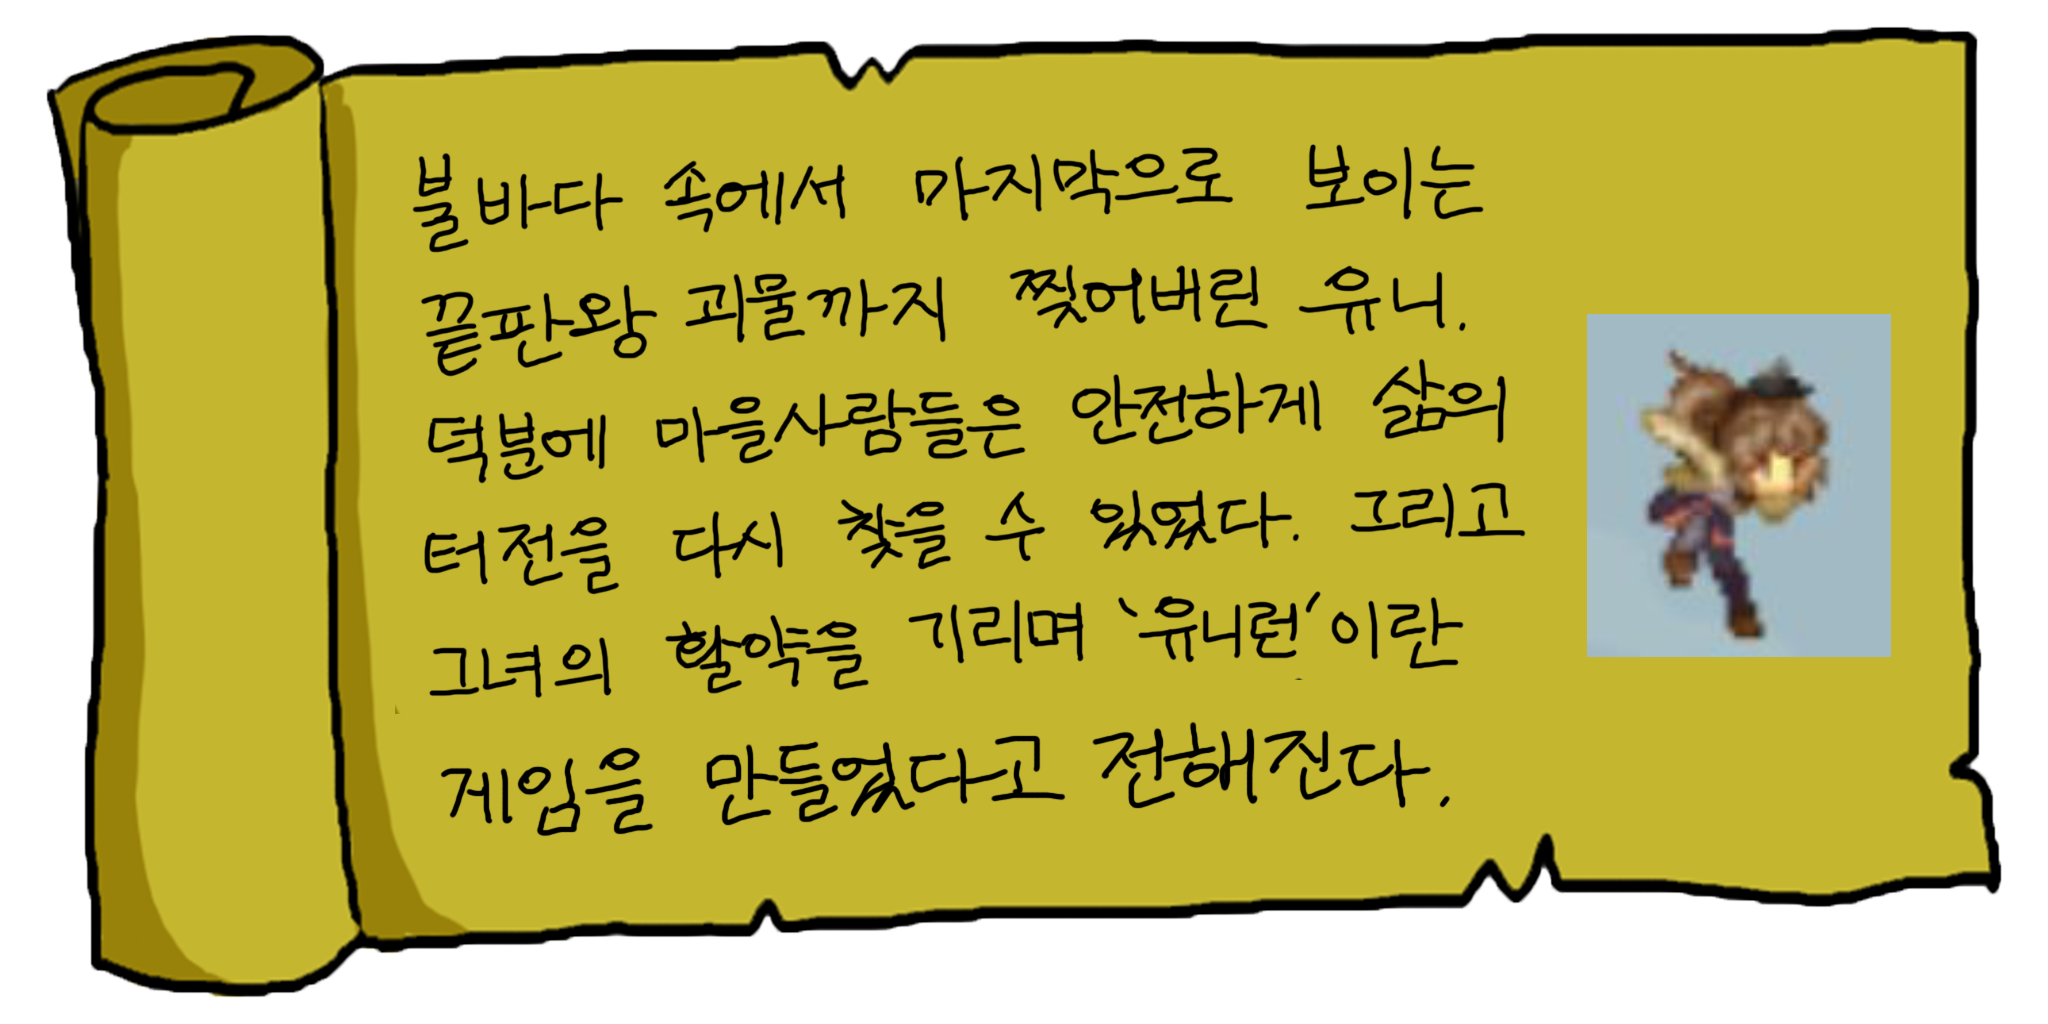 불바다 속에서 마지막으로 보이는
끝판왕 괴물까지 찢어버린 유니.
덕분에 마을사람들은 안전하게 삶의
터전을 다시 찾을 수 있었다. 그리고
그녀의 활약을 기리며 '유니런'이란
게임을 만들었다고 전해진다.